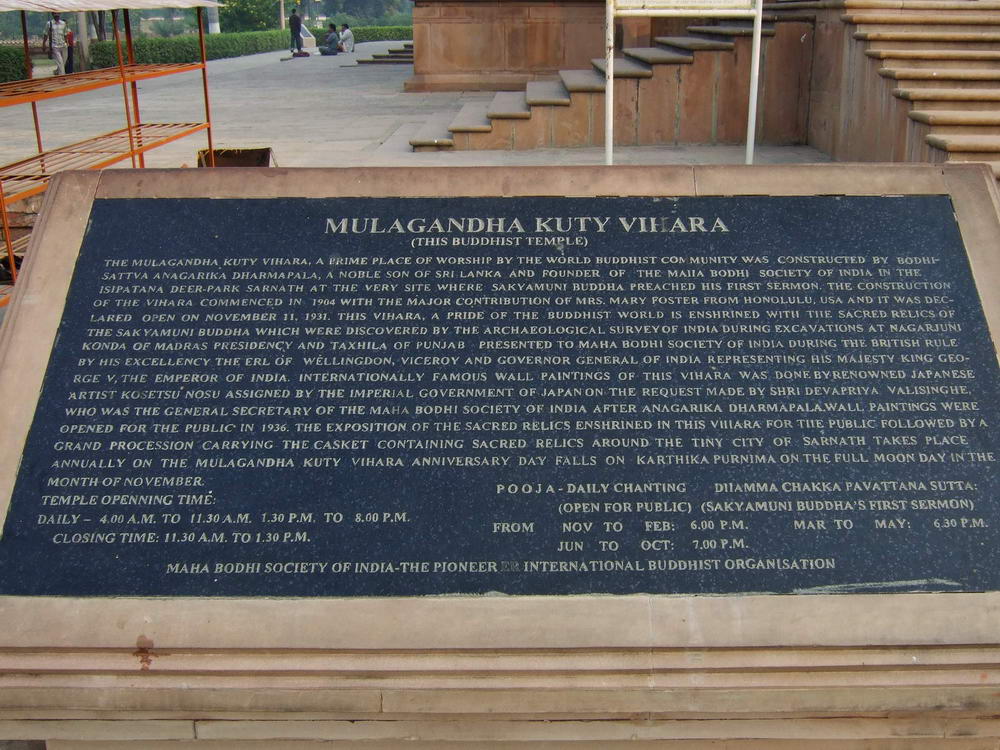 MULAGANDHA KUTY VIHARA
(THIS BUDDHIST TEMPLE)
THE MULAGANDHA KUTY VIHARA, A PRIME PLACE OF WORSHIP BY THE WORLD BUDDHIST COMMUNITY WAS CONSTRUCTED BY BODHI-
SATTVA ANAGARIKA DHARMAPALA, A NOBLE SON OF SRI LANKA AND FOUNDER OF THE MAHA BODHI SOCIETY OF INDIA IN THE
ISIPATANA DEER-PARK SARNATH AT THE VERY SITE WHERE SAKYAMUNI BUDDHA PREACHED HIS FIRST SERMON. THE CONSTRUCTION
OF THE VIHARA COMMENCED IN 1904 WITH THE MAJOR CONTRIBUTION OF MRS. MARY FOSTER FROM HONOLULU, USA AND IT WAS DEC-
LARED OPEN ON NOVEMBER 11, 1931. THIS VIHARA, A PRIDE OF THE BUDDHIST WORLD IS ENSHRINED WITH THE SACRED RELICS OF
THE SAKYAMUNI BUDDHA WHICH WERE DISCOVERED BY THE ARCHAEOLOGICAL SURVEY OF INDIA DURING EXCAVATIONS AT NAGARJUNI
KONDA OF MADRAS PRESIDENCY AND TAXHILA OF PUNJAB PRESENTED TO MAHA BODHI SOCIETY OF INDIA DURING THE BRITISH RULE
BY HIS EXCELLENCY THE ERL OF WELLINGDON, VICEROY AND GOVERNOR GENERAL OF INDIA REPRESENTING HIS MAJESTY KING GEO-
RGE V, THE EMPEROR OF INDIA. INTERNATIONALLY FAMOUS WALL PAINTINGS OF THIS VIHARA WAS DONE BY RENOWNED JAPANESE
ARTIST KOSETSU NOSU ASSIGNED BY THE IMPERIAL GOVERNMENT OF JAPAN ON THE REQUEST MADE BY SHRI DEVAPRIYA VALISINGHE,
WHO WAS THE GENERAL SECRETARY OF THE MAHA BODHI SOCIETY OF INDIA AFTER ANAGARIKA DHARMAPALA.WALL PAINTINGS WERE
OPENED FOR THE PUBLIC IN 1936. THE EXPOSITION OF THE SACRED RELICS ENSHRINED IN THIS VIHARA FOR THE PUBLIC FOLLOWED BY A
GRAND PROCESSION CARRYING THE CASKET CONTAINING SACRED RELICS AROUND THE TINY CITY OF SARNATH TAKES PLACE
ANNUALLY ON THE MULAGANDHA KUTY VIHARA ANNIVERSARY DAY FALLS ON KARTHIKA PURNIMA ON THE FULL MOON DAY IN THE
MONTH OF NOVEMBER.
TEMPLE OPENNING TIME:
DAILY – 4.00 A.M. TO 11.30 A.M. 1.30 P.M. TO 8.00 P.M.
CLOSING TIME: 11.30 A.M. TO 1.30 P.M.
POOJA - DAILY CHANTING DHAMMA CHAKKA PAVATTANA SUTTA:
(OPEN FOR PUBLIC) (SAKYAMUNI BUDDHA'S FIRST SERMON)
FROM NOV TO FEB: 6.00 P.M. MAR TO MAY: 6.30 P.M.
JUN TO OCT: 7.00 P.M.
MAHA BODHI SOCIETY OF INDIA-THE PIONEER INTERNATIONAL BUDDHIST ORGANISATION